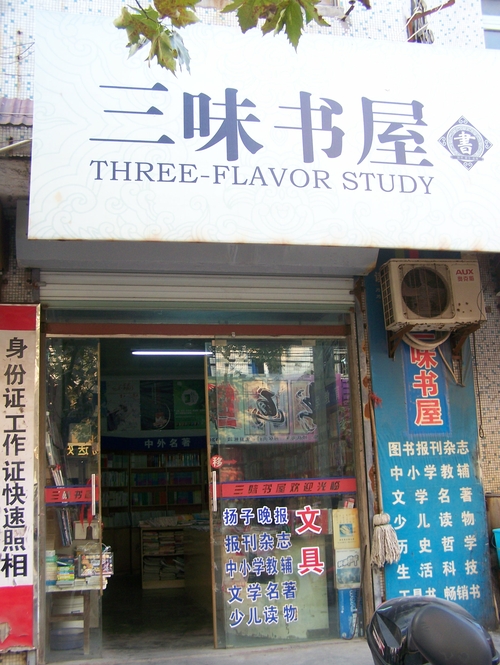 三味书屋
書
THREE-FLAVOR STUDY
AUX
身份证工作证快速照相
中外名著
移
三味书屋欢迎光临
扬子晚报
报刊杂志
中小学教辅
文学名著
少儿读物
文具
味书屋
图书报刊杂志
中小学教辅
文学名著
少儿读物
历史哲学
生活科技
工具书 畅销书